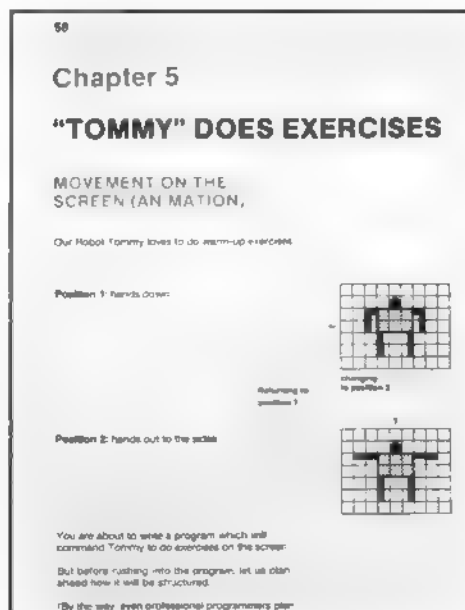 58
Chapter 5
"TOMMY" DOES EXERCISES
MOVEMENT ON THE
SCREEN (AN MATION,
Our Robot Tommy loves to do warm-up exercises
Position 1: hands down
changing
to position 2
Returning to
position 1
Position 2: hands out to the sides
You are about to write a program which will
command Tommy to do exercises on the screen
But before rushing into the program, let us plan
ahead how it will be structured.
(By the way, even professional programmers plan